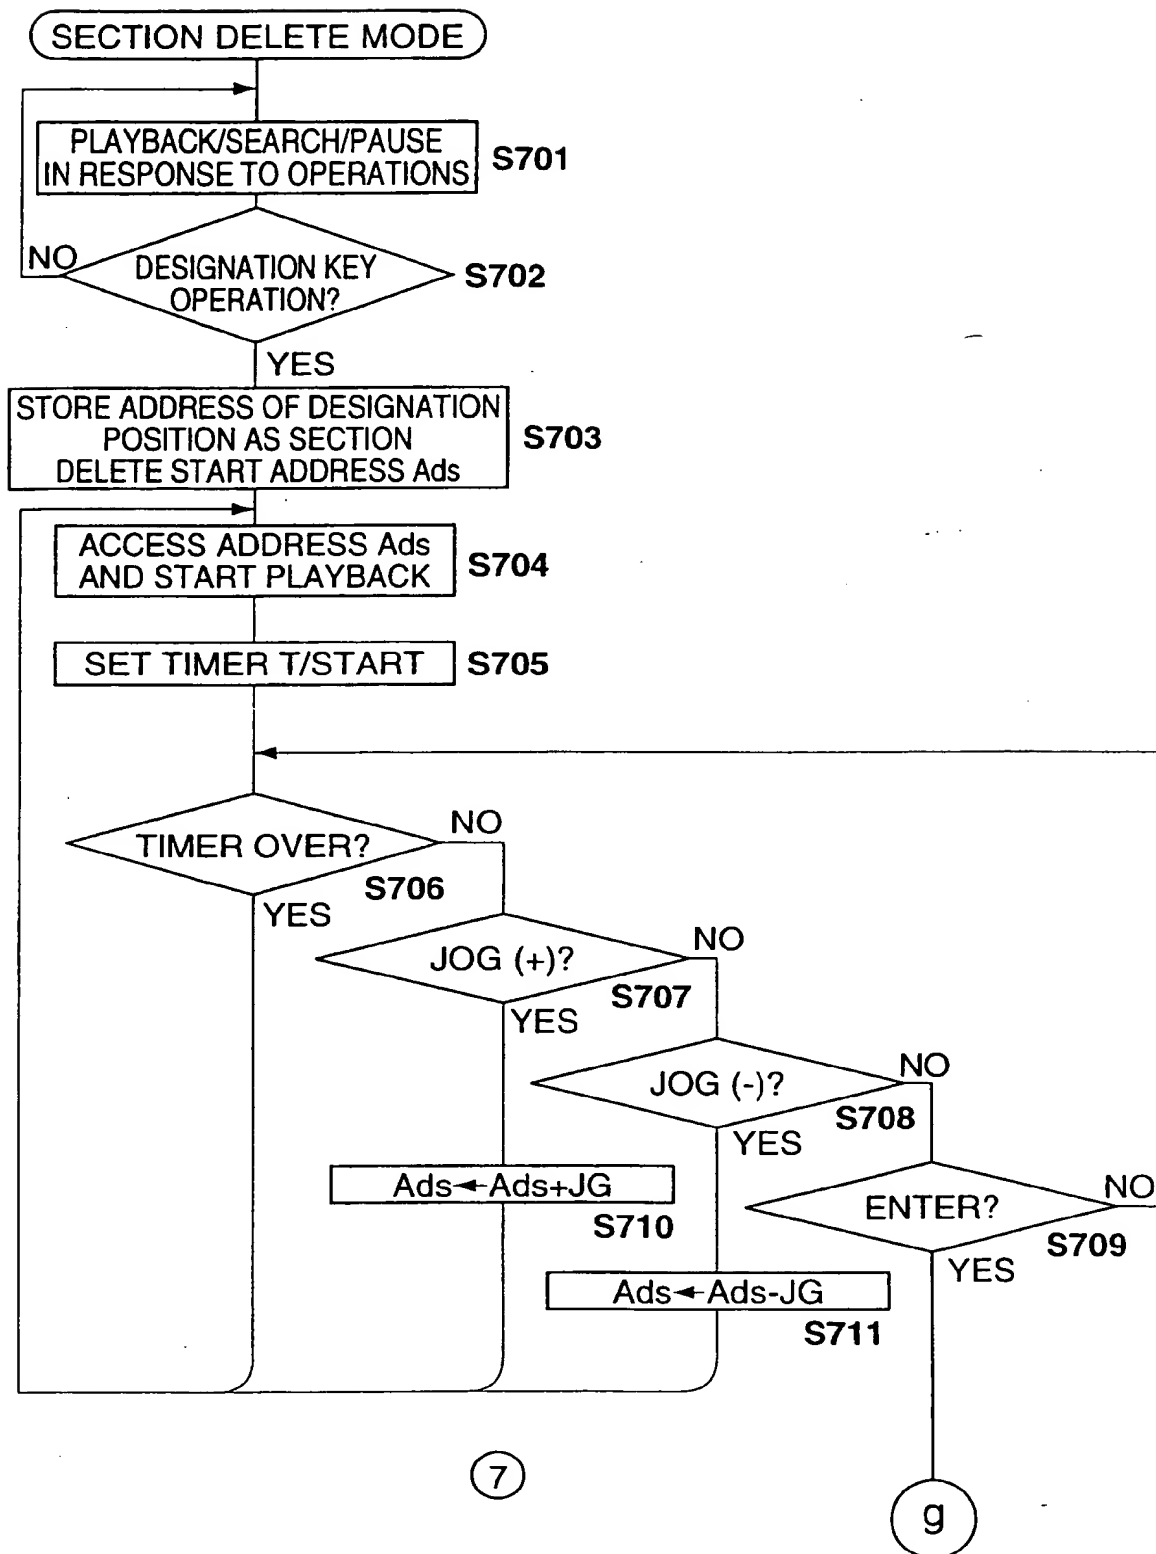 SECTION DELETE MODE
PLAYBACK/SEARCH/PAUSE
IN RESPONSE TO OPERATIONS
S701
NO
DESIGNATION KEY
OPERATION?
S702
YES
STORE ADDRESS OF DESIGNATION
POSITION AS SECTION
DELETE START ADDRESS Ads
S703
ACCESS ADDRESS Ads
AND START PLAYBACK
S704
SET TIMER T/START
S705
TIMER OVER?
NO
S706
YES
JOG (+)?
NO
S707
YES
JOG (-)?
NO
S708
YES
Ads←Ads+JG
S710
ENTER?
NO
S709
YES
Ads←Ads-JG
S711
7
g